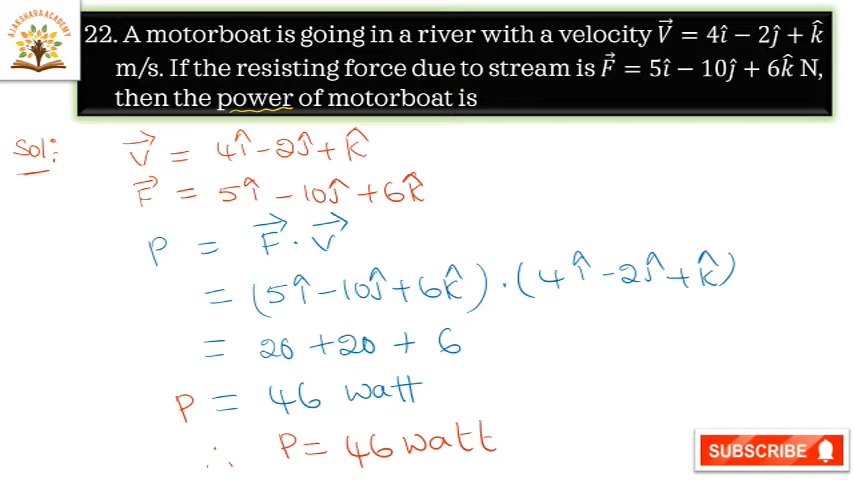 AJAKSHARA ACADEMY
22. A motorboat is going in a river with a velocity V⃗ = 4î − 2ĵ + k̂
m/s. If the resisting force due to stream is F⃗ = 5î − 10ĵ + 6k̂ N,
then the power of motorboat is
Sol: V⃗ = 4î − 2ĵ + k̂
F⃗ = 5î − 10ĵ + 6k̂
P = F⃗ · V⃗
= (5î − 10ĵ + 6k̂) · (4î − 2ĵ + k̂)
= 20 + 20 + 6
P = 46 watt
∴ P = 46 watt
SUBSCRIBE